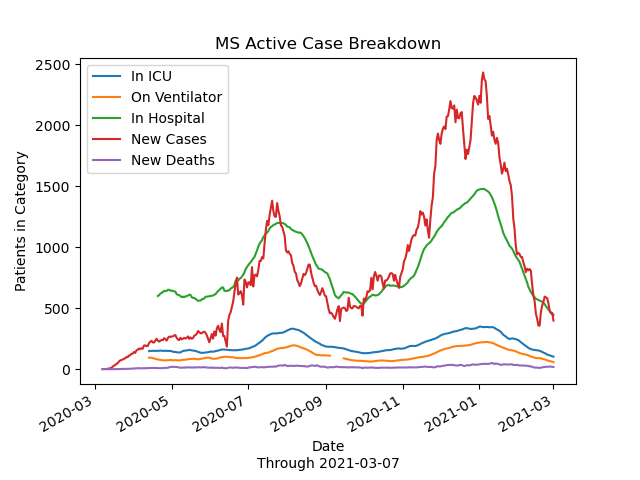 MS Active Case Breakdown
Patients in Category
2500
2000
1500
1000
500
0
In ICU
On Ventilator
In Hospital
New Cases
New Deaths
2020-03
2020-05
2020-07
2020-09
2020-11
2021-01
2021-03
Date
Through 2021-03-07